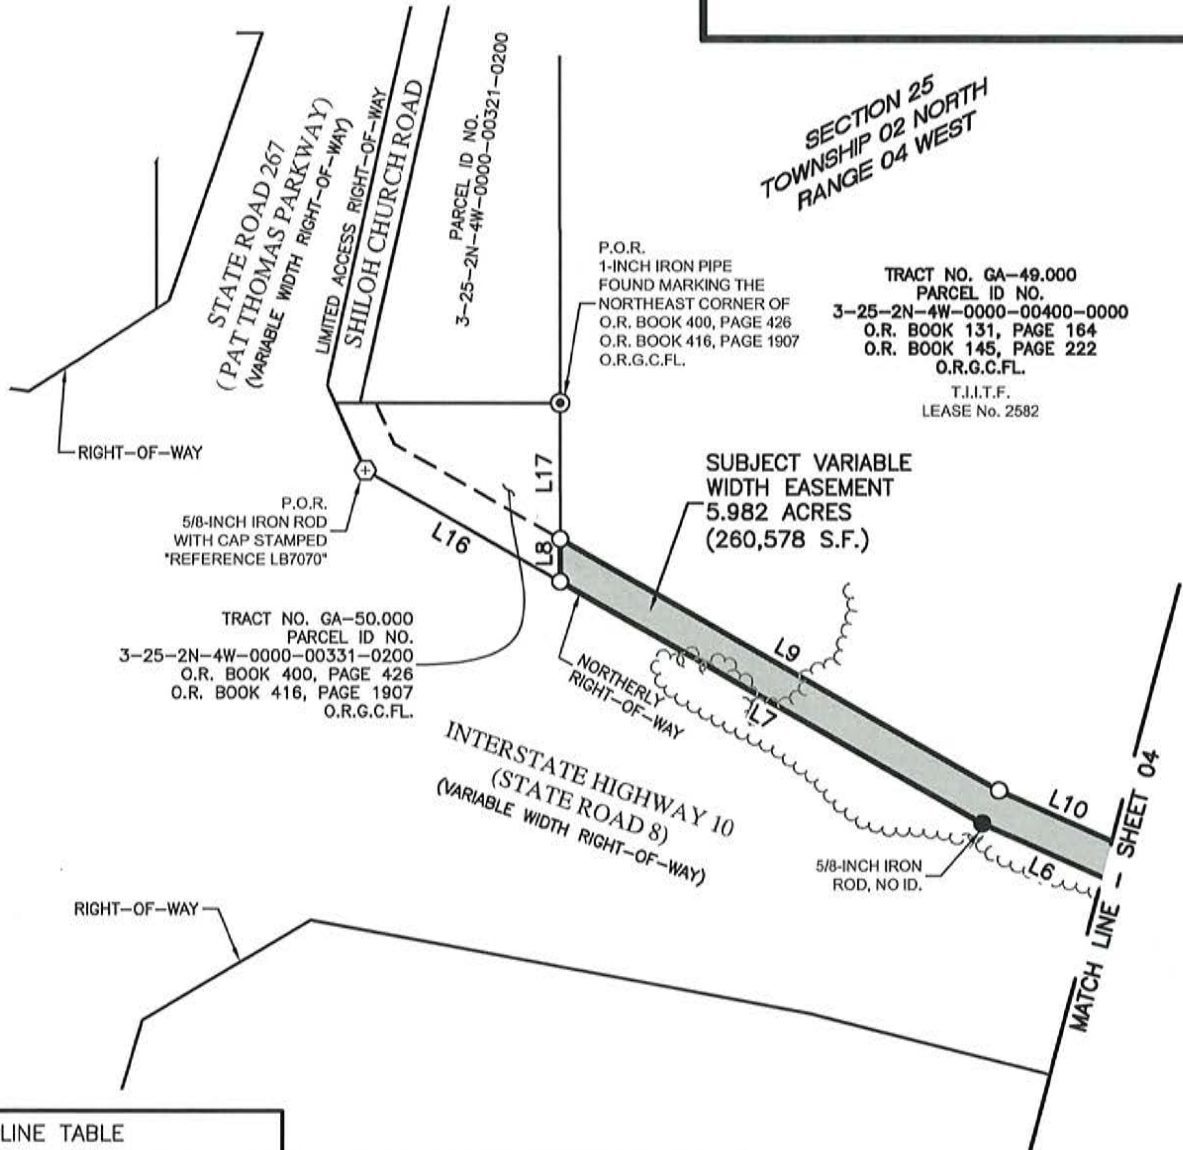 SECTION 25
TOWNSHIP 02 NORTH
RANGE 04 WEST
STATE ROAD 267
(PAT THOMAS PARKWAY)
(VARIABLE WIDTH RIGHT-OF-WAY)
LIMITED ACCESS RIGHT-OF-WAY
SHILOH CHURCH ROAD
PARCEL ID NO.
3-25-2N-4W-0000-00321-0200
P.O.R.
1-INCH IRON PIPE
FOUND MARKING THE
NORTHEAST CORNER OF
O.R. BOOK 400, PAGE 426
O.R. BOOK 416, PAGE 1907
O.R.G.C.FL.
TRACT NO. GA-49.000
PARCEL ID NO.
3-25-2N-4W-0000-00400-0000
O.R. BOOK 131, PAGE 164
O.R. BOOK 145, PAGE 222
O.R.G.C.FL.
T.I.I.T.F.
LEASE No. 2582
RIGHT-OF-WAY
P.O.R.
5/8-INCH IRON ROD
WITH CAP STAMPED
"REFERENCE LB7070"
L16
L17
L8
SUBJECT VARIABLE
WIDTH EASEMENT
5.982 ACRES
(260,578 S.F.)
TRACT NO. GA-50.000
PARCEL ID NO.
3-25-2N-4W-0000-00331-0200
O.R. BOOK 400, PAGE 426
O.R. BOOK 416, PAGE 1907
O.R.G.C.FL.
NORTHERLY
RIGHT-OF-WAY
L9
L7
INTERSTATE HIGHWAY 10
(STATE ROAD 8)
(VARIABLE WIDTH RIGHT-OF-WAY)
L10
L6
5/8-INCH IRON
ROD, NO ID.
MATCH LINE - SHEET 04
RIGHT-OF-WAY
LINE TABLE